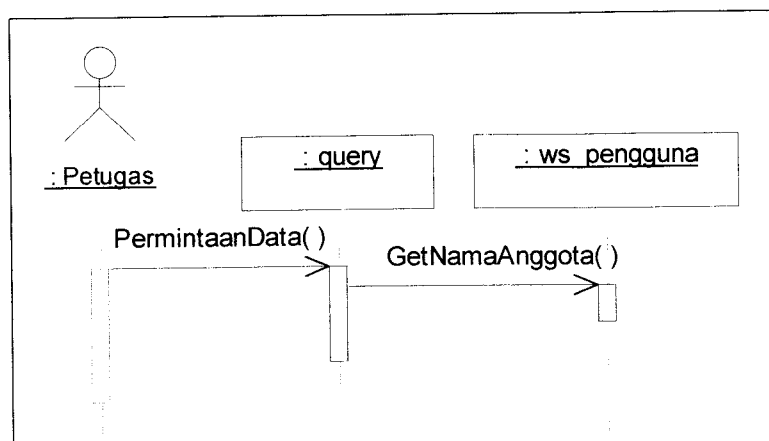 : Petugas
: query
: ws_pengguna
PermintaanData( )
GetNamaAnggota( )